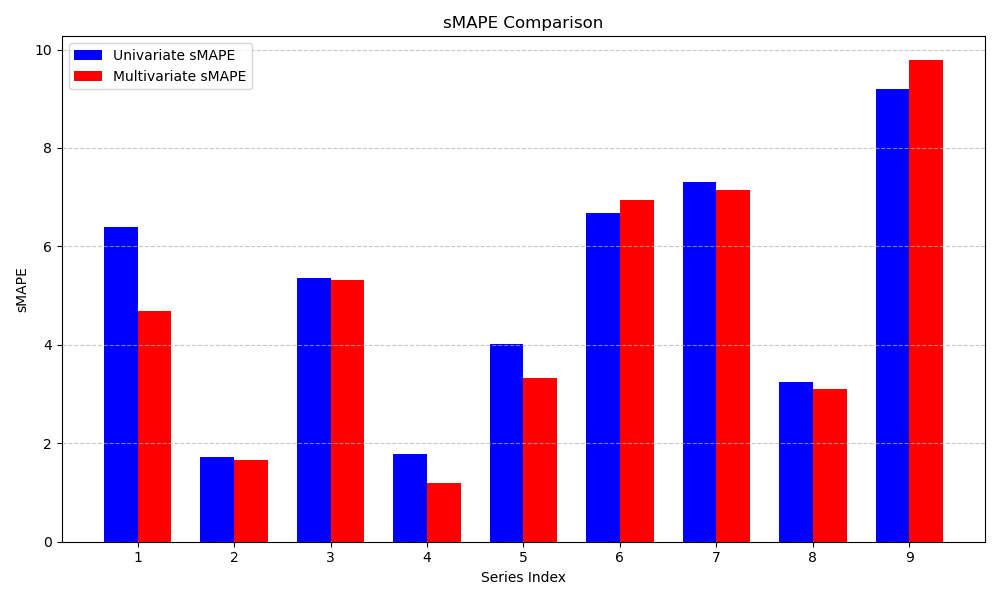 sMAPE Comparison
Univariate sMAPE
Multivariate sMAPE
10
8
6
4
2
0
sMAPE
1 2 3 4 5 6 7 8 9
Series Index